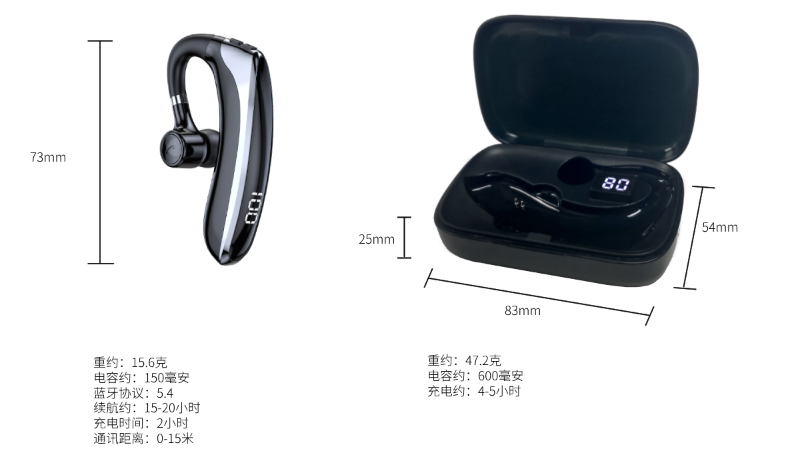 73mm
100
80
25mm
54mm
83mm
重约：15.6克
电容约：150毫安
蓝牙协议：5.4
续航约：15-20小时
充电时间：2小时
通讯距离：0-15米
重约：47.2克
电容约：600毫安
充电约：4-5小时